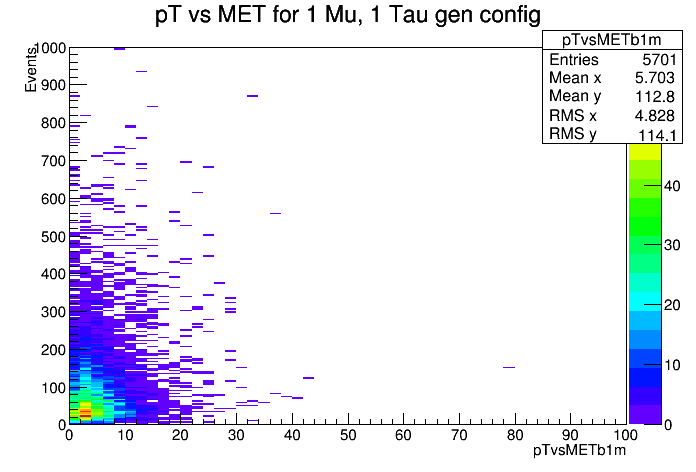 pT vs MET for 1 Mu, 1 Tau gen config
pTvsMETb1m
Entries 5701
Mean x 5.703
Mean y 112.8
RMS x 4.828
RMS y 114.1
Events
1000
900
800
700
600
500
400
300
200
100
0
40
30
20
10
0
0 10 20 30 40 50 60 70 80 90 100
pTvsMETb1m